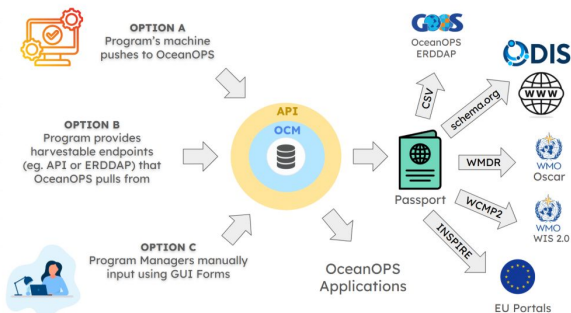 OPTION A
Program's machine
pushes to OceanOPS
OPTION B
Program provides
harvestable endpoints
(eg. API or ERDDAP) that
OceanOPS pulls from
OPTION C
Program Managers manually
input using GUI Forms
API
OCM
OceanOPS
Applications
Passport
CSV
schema.org
WMDR
WCMP2
INSPIRE
GOOS
OceanOPS
ERDDAP
ODIS
WWW
WMO
Oscar
WMO
WIS 2.0
EU Portals